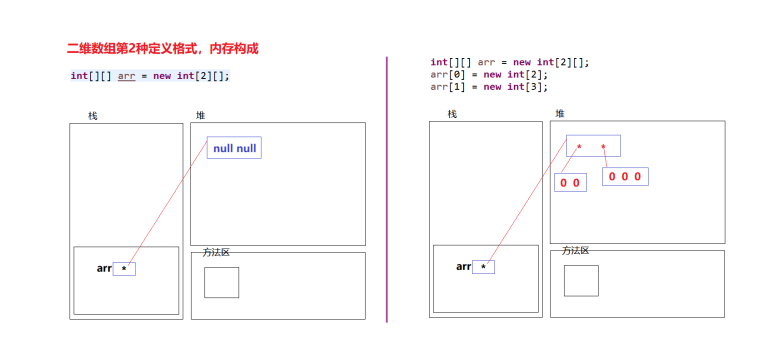 二维数组第2种定义格式，内存构成
int[][] arr = new int[2][];
栈
堆
null null
arr
*
方法区
int[][] arr = new int[2][];
arr[0] = new int[2];
arr[1] = new int[3];
栈
堆
* *
0 0
0 0 0
arr
*
方法区